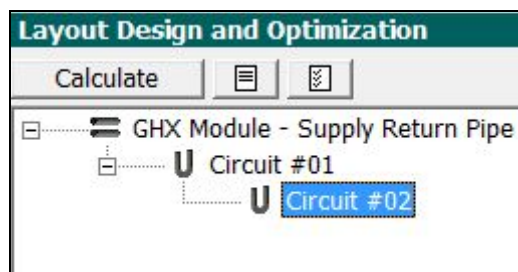 Layout Design and Optimization
Calculate
GHX Module - Supply Return Pipe
Circuit #01
Circuit #02